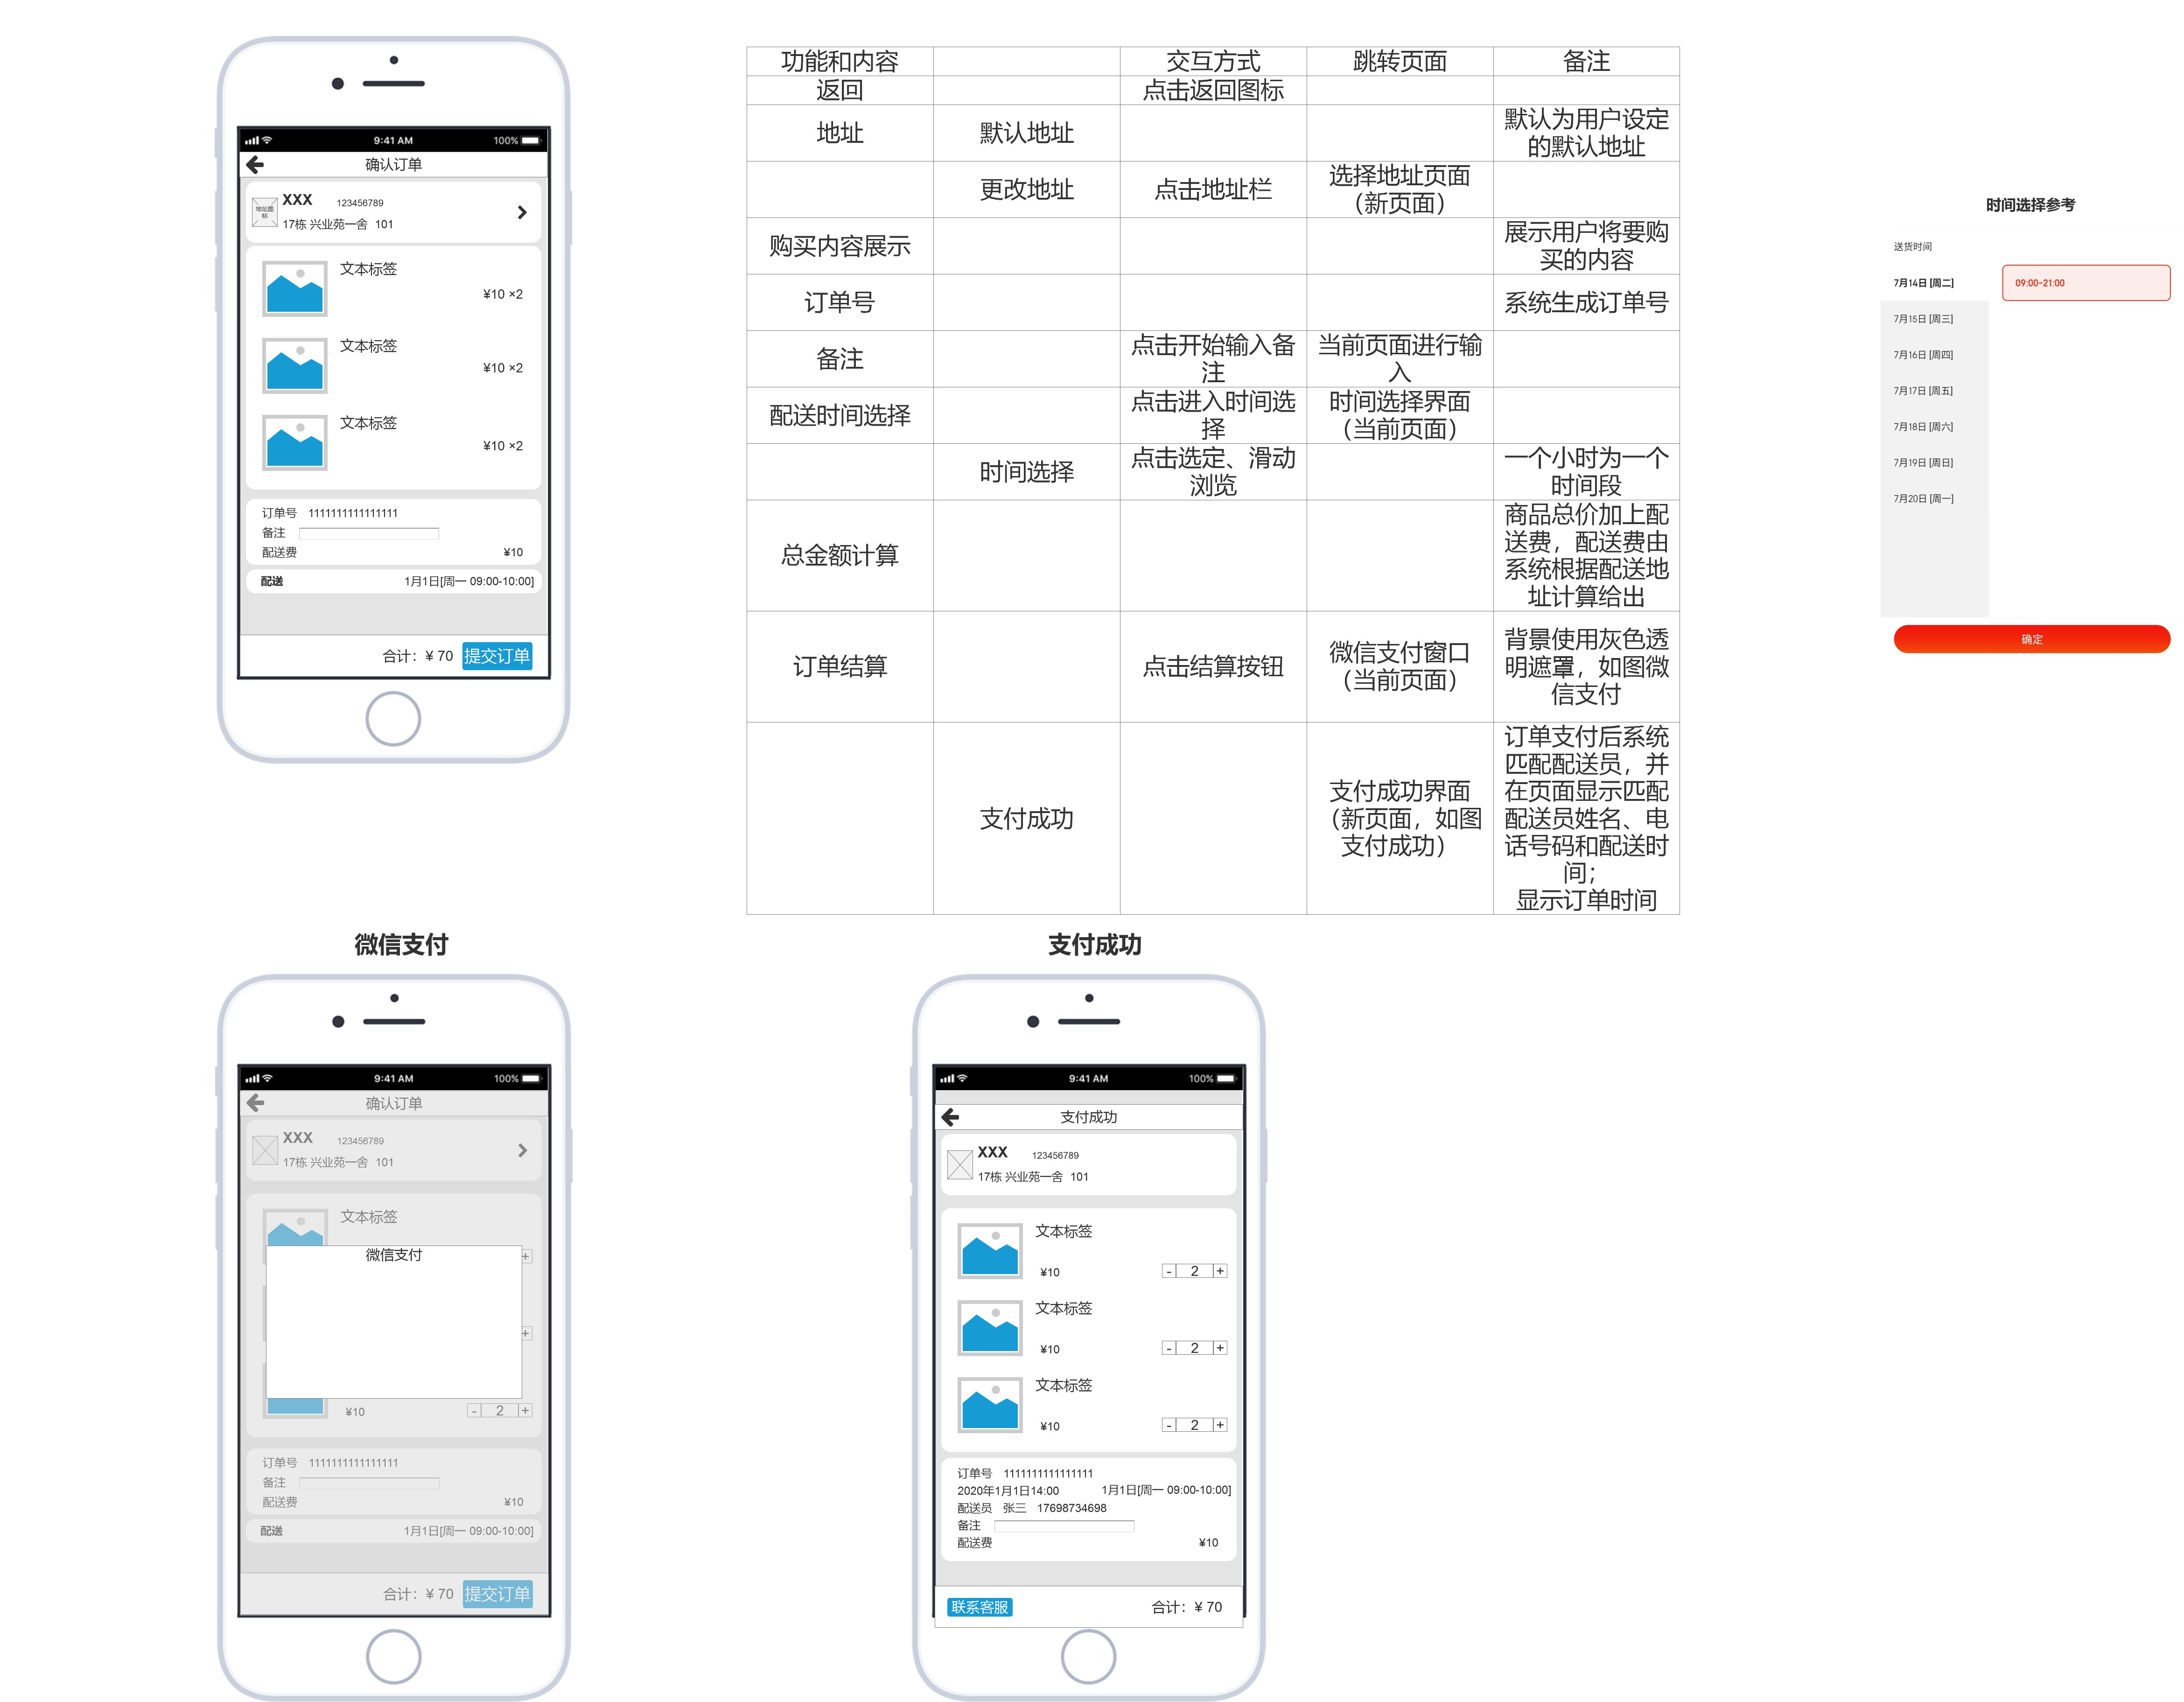 9:41 AM 100%
确认订单
地址图
标
XXX 123456789
17栋 兴业苑一舍 101
文本标签
¥10 ×2
文本标签
¥10 ×2
文本标签
¥10 ×2
订单号 1111111111111111
备注
配送费 ¥10
配送 1月1日[周一 09:00-10:00]
合计：¥ 70 提交订单
功能和内容 交互方式 跳转页面 备注
返回 点击返回图标
地址 默认地址 默认为用户设定
的默认地址
更改地址 点击地址栏 选择地址页面
（新页面）
购买内容展示 展示用户将要购
买的内容
订单号 系统生成订单号
备注 点击开始输入备
注 当前页面进行输
入
配送时间选择 点击进入时间选
择 时间选择界面
（当前页面）
时间选择 点击选定、滑动
浏览 一个小时为一个
时间段
总金额计算 商品总价加上配
送费，配送费由
系统根据配送地
址计算给出
订单结算 点击结算按钮 微信支付窗口
（当前页面） 背景使用灰色透
明遮罩，如图微
信支付
支付成功 支付成功界面
（新页面，如图
支付成功） 订单支付后系统
匹配配送员，并
在页面显示匹配
配送员姓名、电
话号码和配送时
间；
显示订单时间
时间选择参考
送货时间
7月14日 [周二] 09:00-21:00
7月15日 [周三]
7月16日 [周四]
7月17日 [周五]
7月18日 [周六]
7月19日 [周日]
7月20日 [周一]
确定
微信支付
9:41 AM 100%
确认订单
XXX 123456789
17栋 兴业苑一舍 101
文本标签
微信支付 +
+
¥10 - 2 +
订单号 1111111111111111
备注
配送费 ¥10
配送 1月1日[周一 09:00-10:00]
合计：¥ 70 提交订单
支付成功
9:41 AM 100%
支付成功
XXX 123456789
17栋 兴业苑一舍 101
文本标签
¥10 - 2 +
文本标签
¥10 - 2 +
文本标签
¥10 - 2 +
订单号 1111111111111111
2020年1月1日14:00 1月1日[周一 09:00-10:00]
配送员 张三 17698734698
备注
配送费 ¥10
联系客服 合计：¥ 70